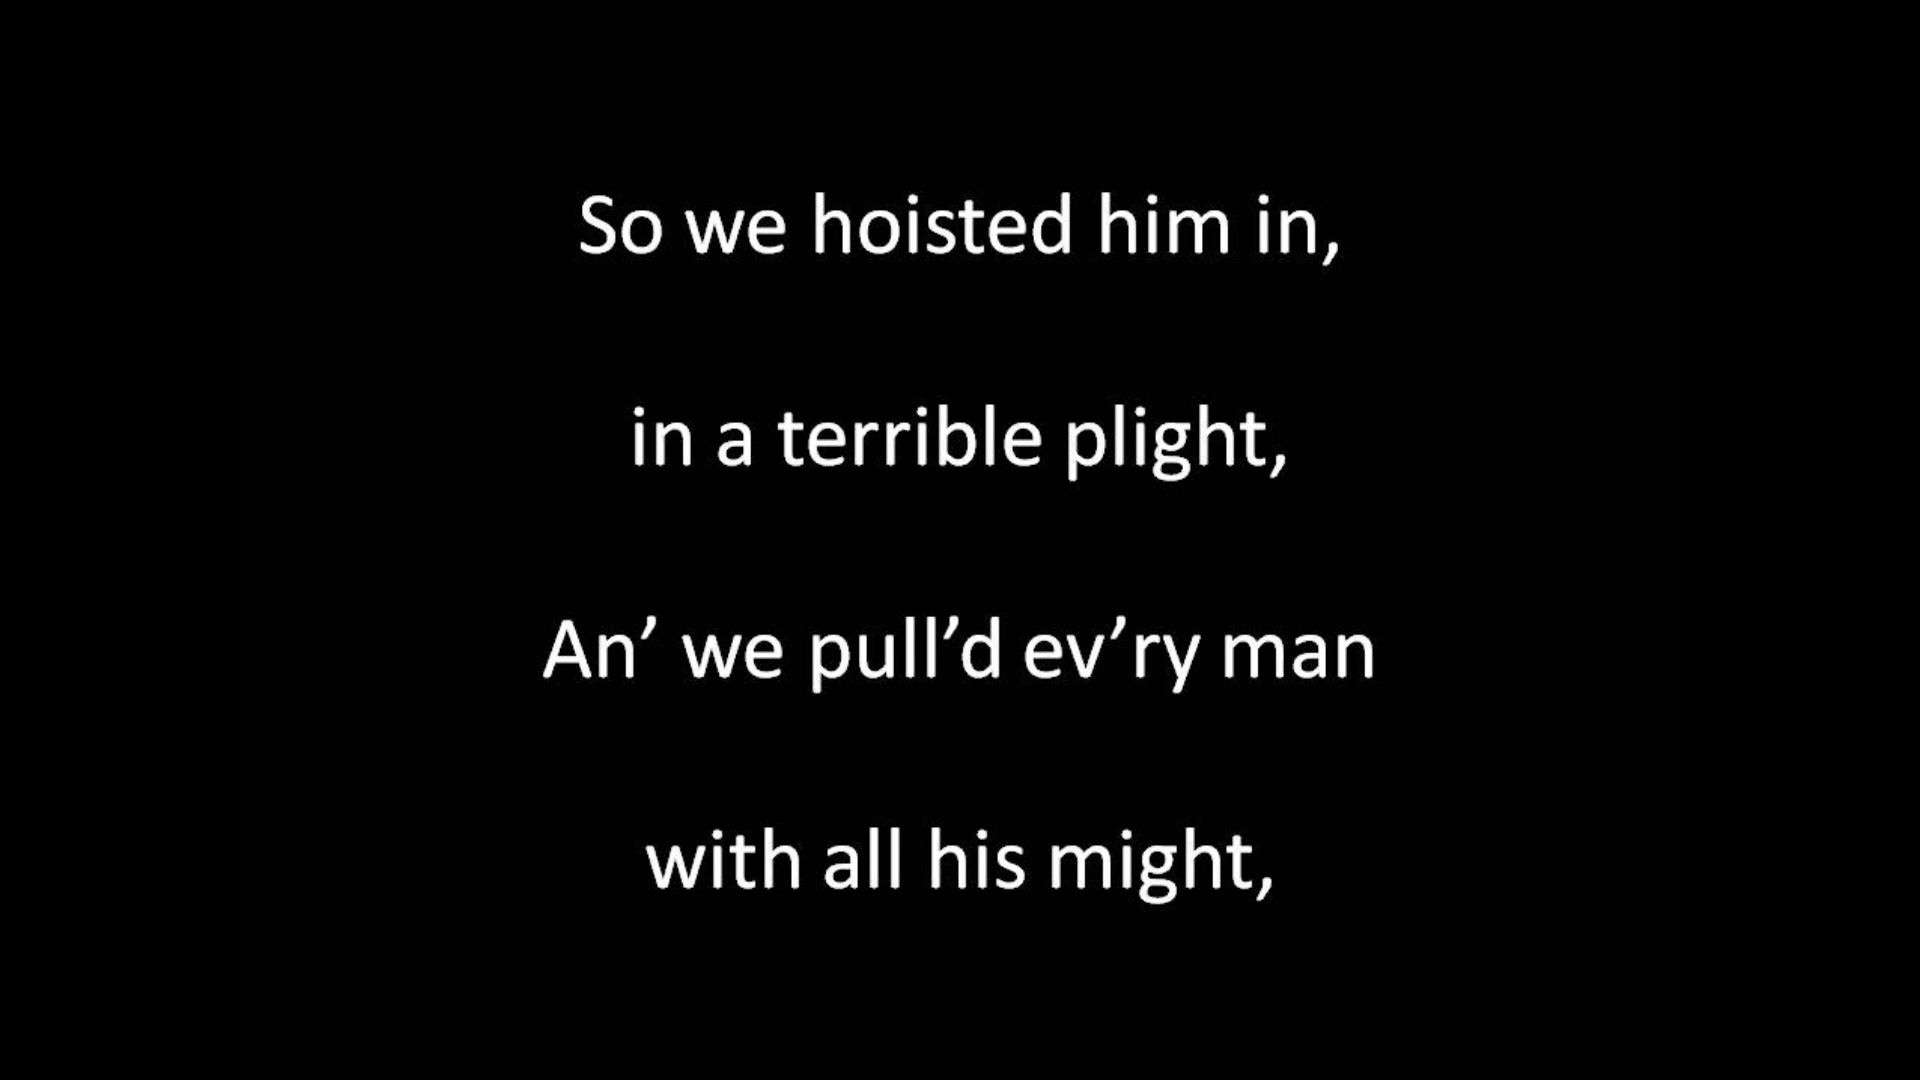 So we hoisted him in,
in a terrible plight,
An’ we pull’d ev’ry man
with all his might,